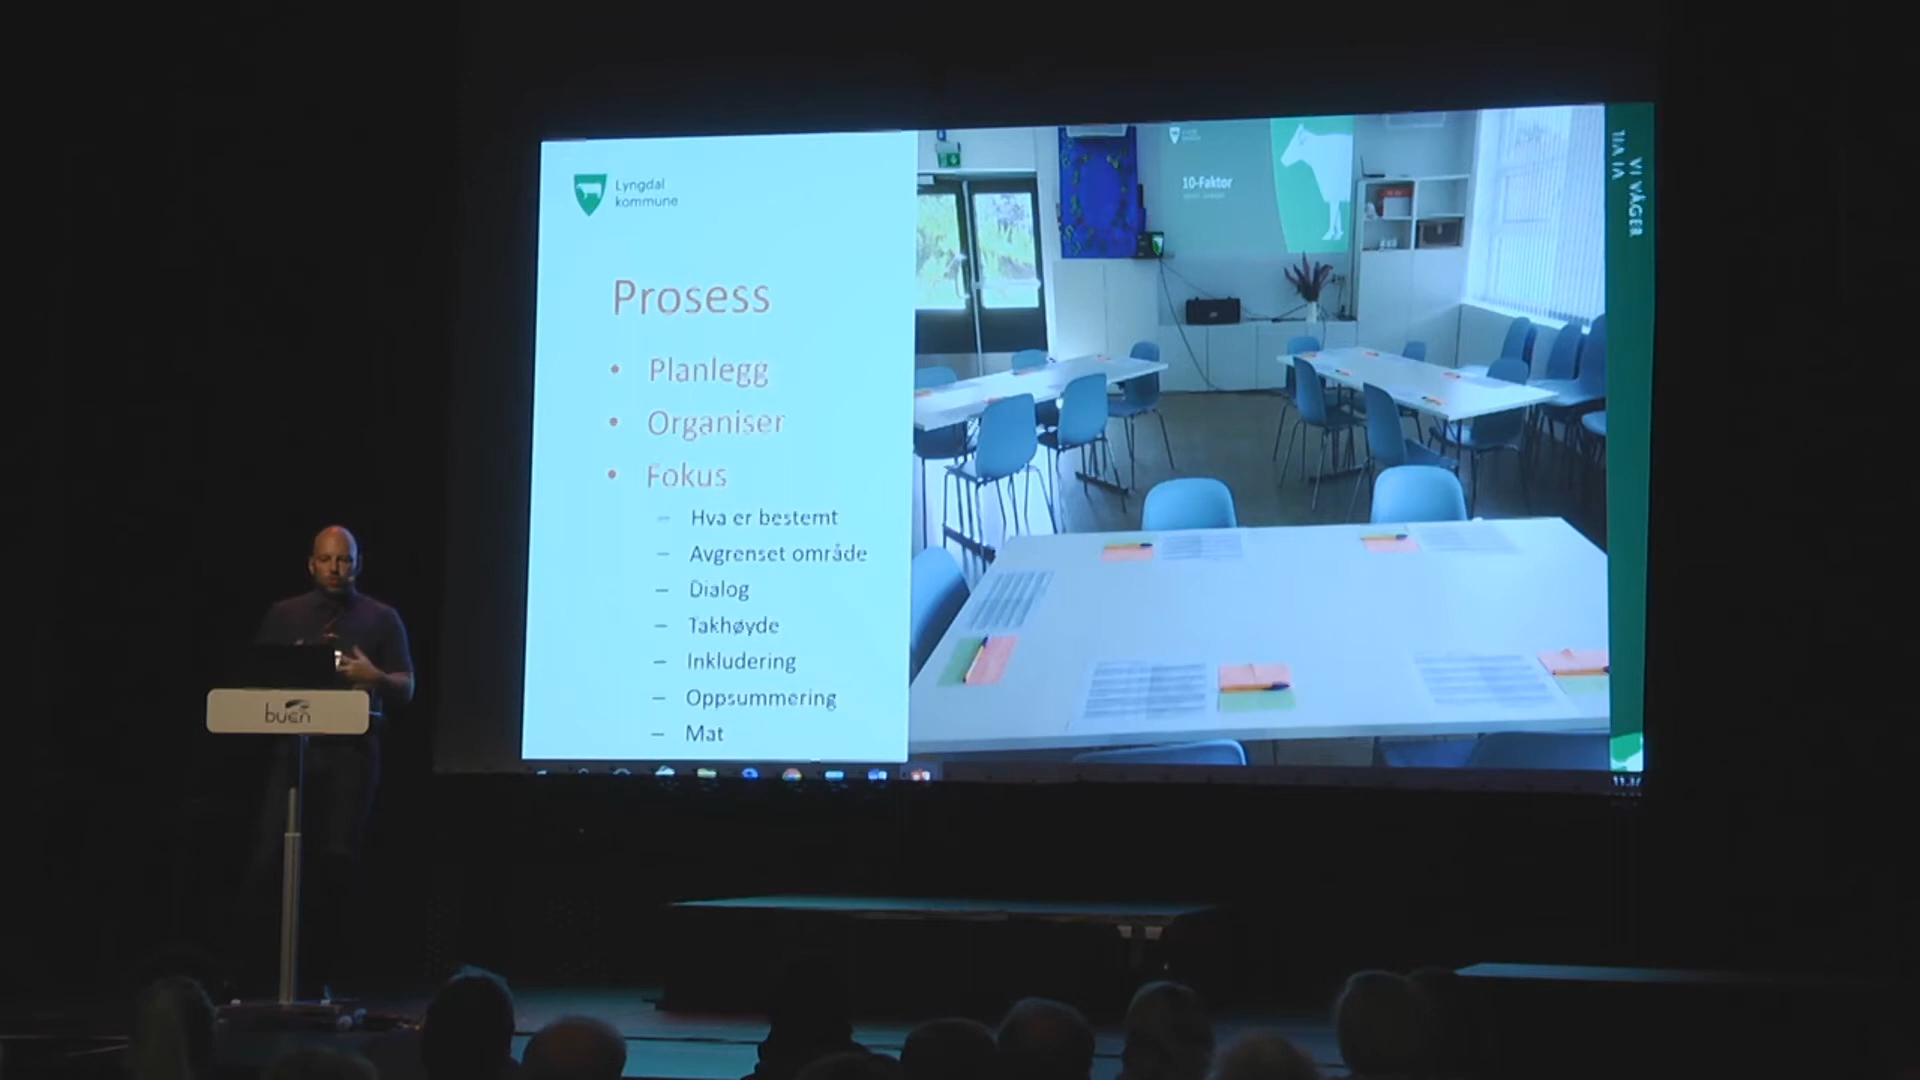 Lyngdal
kommune
Prosess
• Planlegg
• Organiser
• Fokus
– Hva er bestemt
– Avgrenset område
– Dialog
– Takhøyde
– Inkludering
– Oppsummering
– Mat
10-Faktor
VI VÅGER
buen